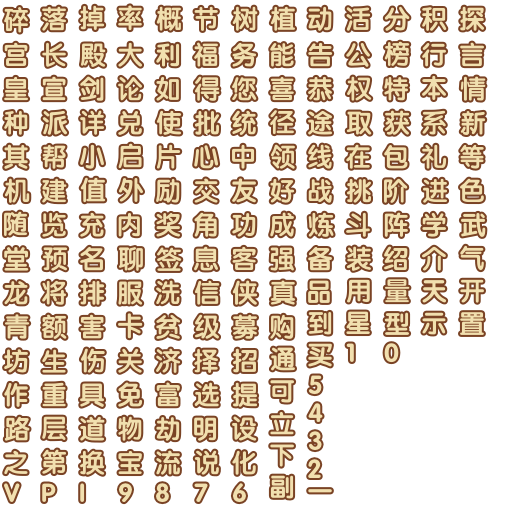 碎落掉率概节树植动活分积探
宫长殿大利福务能告公榜行言
皇宣剑论如得您喜恭权特本情
种派详兑使批统径途取获系新
其帮小启片心中领线在包礼等
机建值外励交友好战挑阶进色
随览充内奖角功成炼斗阵学武
堂预名聊签息客强备装绍介气
龙将排服洗信侠真品用量天开
青额害卡贫级募购到星型示置
坊生伤关济择招通买10
作重具免富选提可5
路层道物劫明设立4
之第换宝流说化下32
VPI9876副一